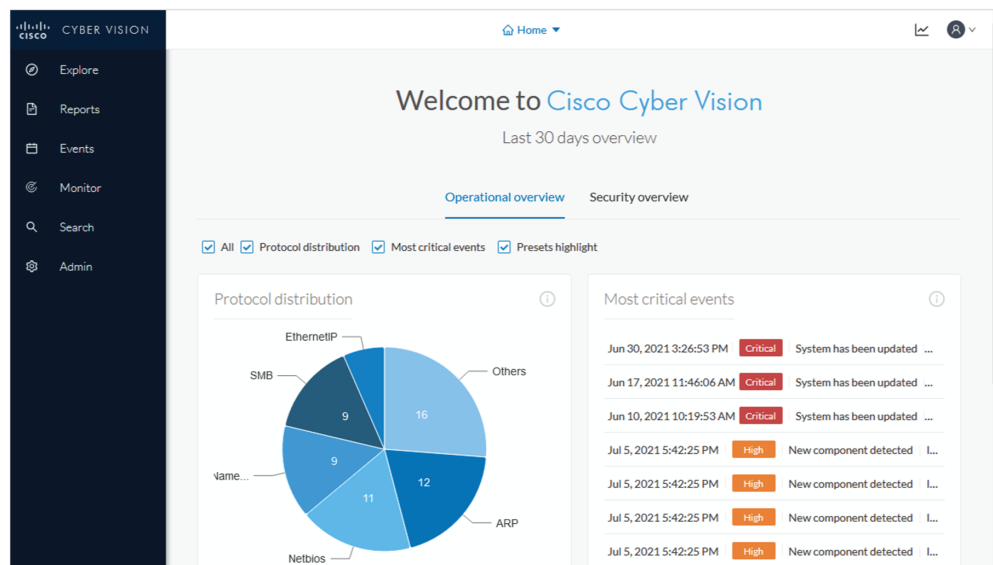 CISCO CYBER VISION
Home
Explore
Reports
Events
Monitor
Search
Admin
Welcome to Cisco Cyber Vision
Last 30 days overview
Operational overview Security overview
All Protocol distribution Most critical events Presets highlight
Protocol distribution
EthernetIP
SMB
Others
9
16
9
12
Name...
11
ARP
Netbios
Most critical events
Jun 30, 2021 3:26:53 PM Critical System has been updated ...
Jun 17, 2021 11:46:06 AM Critical System has been updated ...
Jun 10, 2021 10:19:53 AM Critical System has been updated ...
Jul 5, 2021 5:42:25 PM High New component detected I...
Jul 5, 2021 5:42:25 PM High New component detected I...
Jul 5, 2021 5:42:25 PM High New component detected I...
Jul 5, 2021 5:42:25 PM High New component detected I...